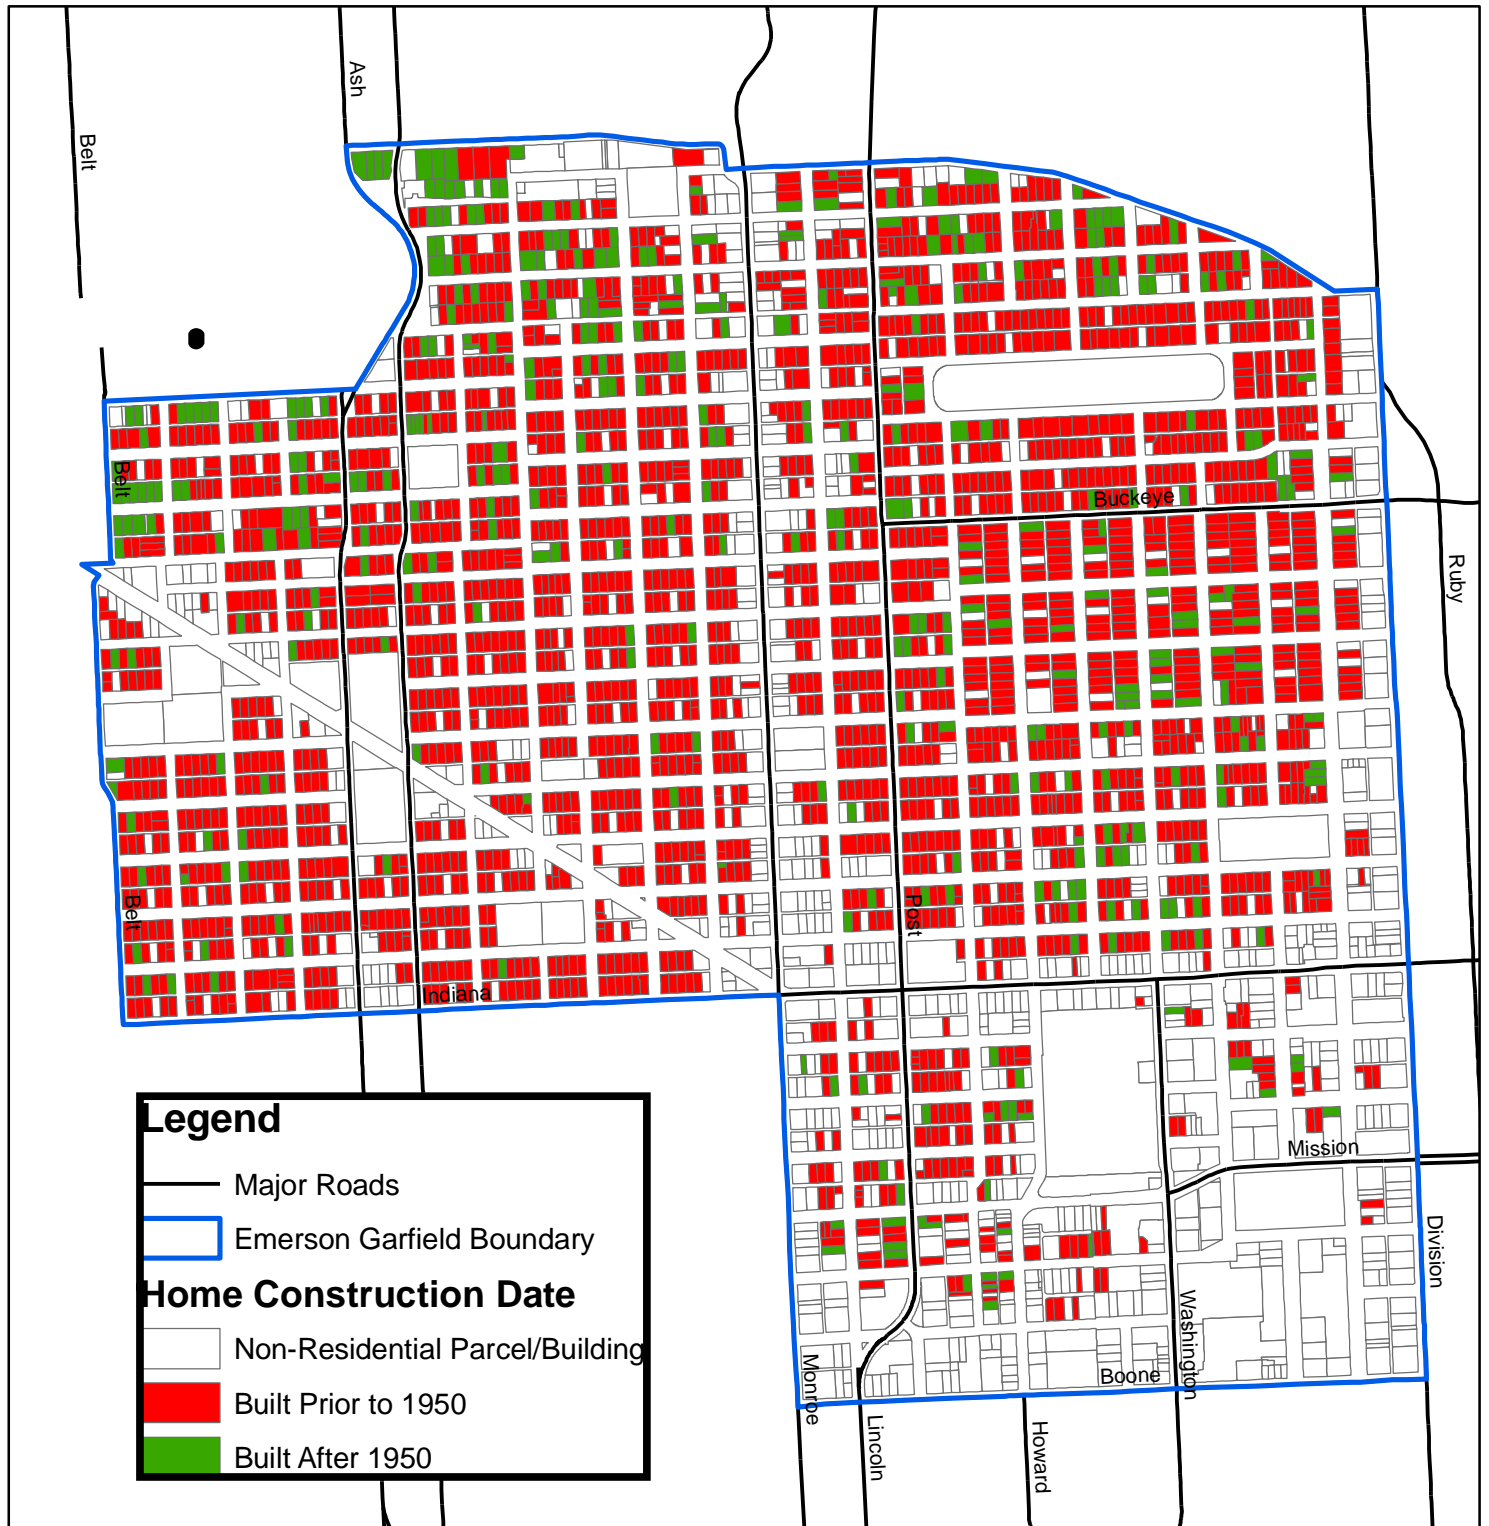 Ash
Belt
Belt
Buckeye
Ruby
Belt
Post
Indiana
Legend
Major Roads
Emerson Garfield Boundary
Home Construction Date
Non-Residential Parcel/Building
Built Prior to 1950
Built After 1950
Mission
Division
Washington
Monroe
Boone
Lincoln
Howard